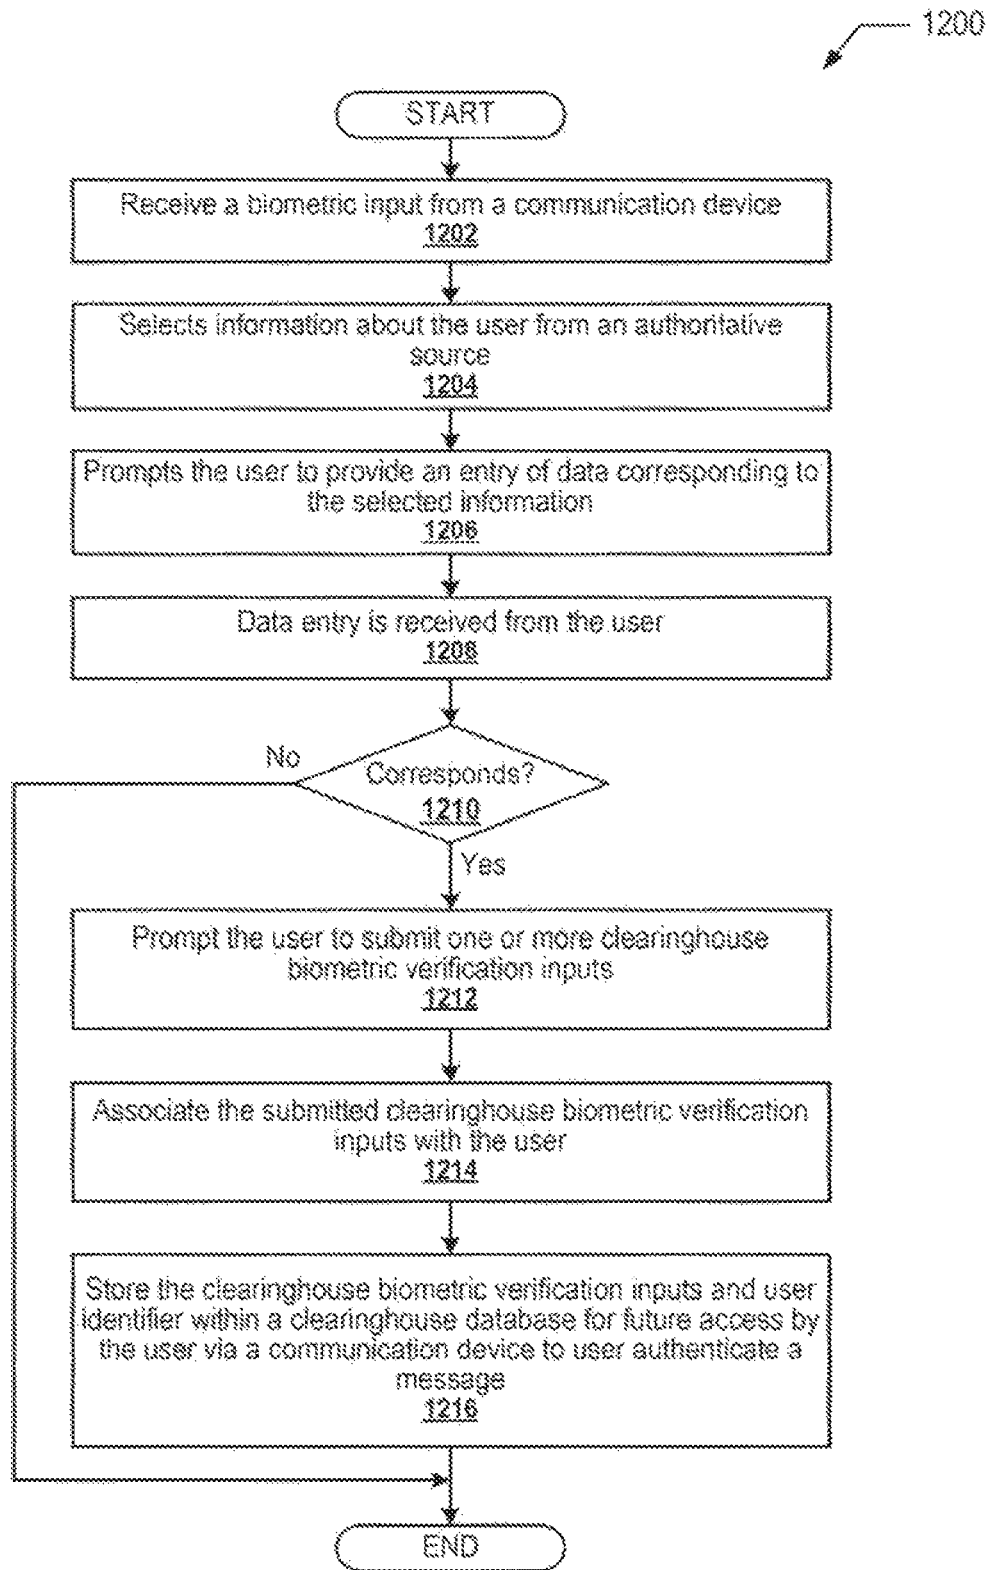 1200
START
Receive a biometric input from a communication device
1202
Selects information about the user from an authoritative
source
1204
Prompts the user to provide an entry of data corresponding to
the selected information
1206
Data entry is received from the user
1208
No
Corresponds?
1210
Yes
Prompt the user to submit one or more clearinghouse
biometric verification inputs
1212
Associate the submitted clearinghouse biometric verification
inputs with the user
1214
Store the clearinghouse biometric verification inputs and user
identifier within a clearinghouse database for future access by
the user via a communication device to user authenticate a
message
1216
END